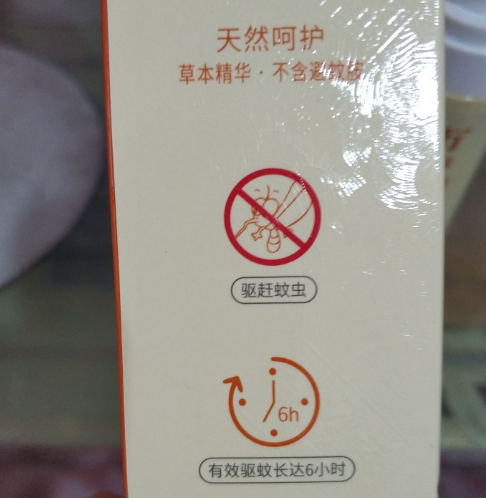 天然呵护
草本精华·不含避蚊胺
驱赶蚊虫
6h
有效驱蚊长达6小时